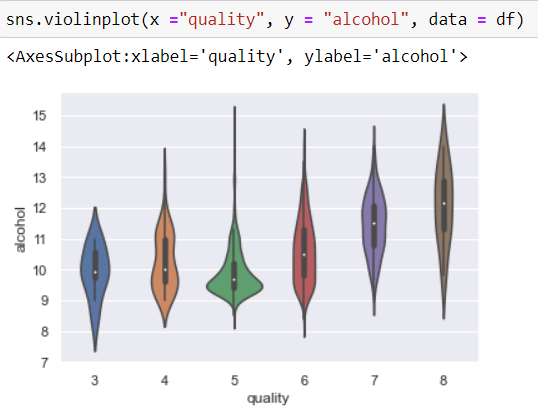 sns.violinplot(x ="quality", y = "alcohol", data = df)
<AxesSubplot:xlabel='quality', ylabel='alcohol'>
15
14
13
12
11
10
9
8
7
alcohol
3 4 5 6 7 8
quality